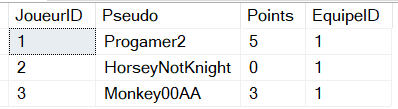 JoueurID Pseudo Points EquipeID
1 Progamer2 5 1
2 HorseyNotKnight 0 1
3 Monkey00AA 3 1